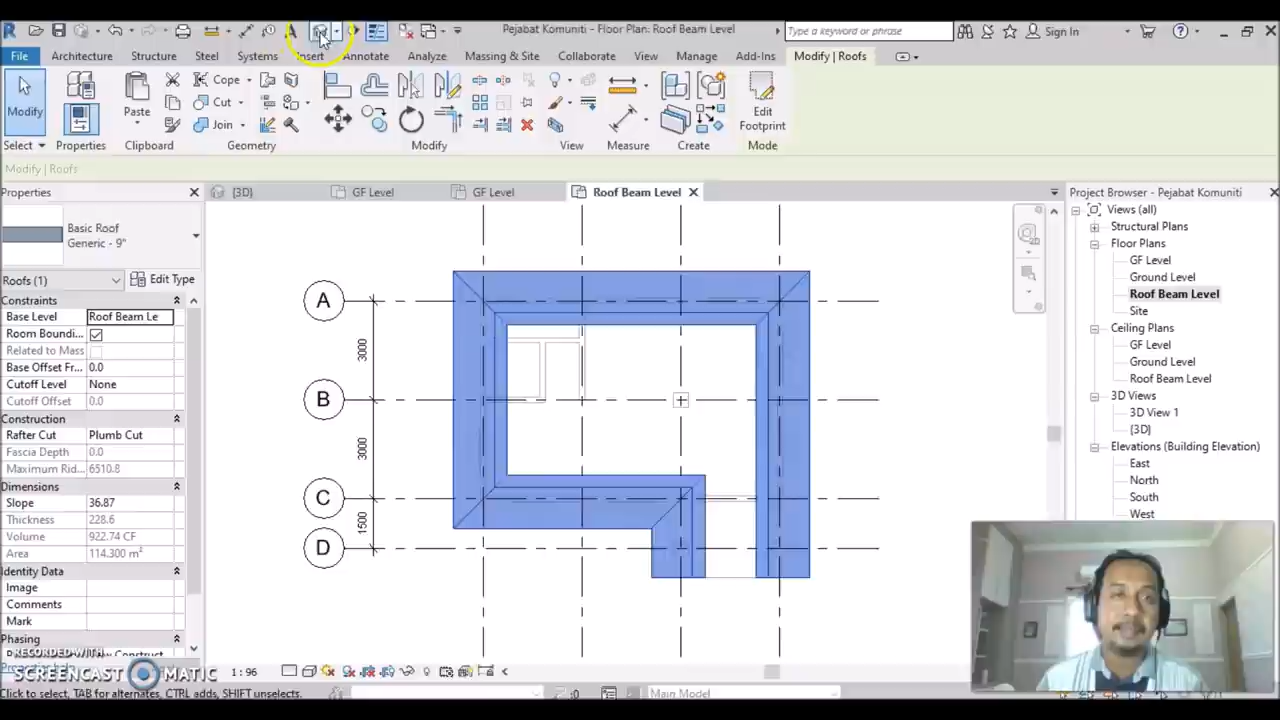 Pejabat Komuniti - Floor Plan: Roof Beam Level
Type a keyword or phrase
Sign In
File
Architecture
Structure
Steel
Systems
Insert
Annotate
Analyze
Massing & Site
Collaborate
View
Manage
Add-Ins
Modify | Roofs
Modify
Properties
Paste
Cope
Cut
Join
Edit
Footprint
Select
Properties
Clipboard
Geometry
Modify
View
Measure
Create
Mode
Modify | Roofs
Properties
{3D}
GF Level
GF Level
Roof Beam Level
Project Browser - Pejabat Komuniti
Basic Roof
Generic - 9"
Roofs (1)
Edit Type
Constraints
Base Level Roof Beam Le
Room Boundi...
Related to Mass
Base Offset Fr... 0.0
Cutoff Level None
Cutoff Offset 0.0
Construction
Rafter Cut Plumb Cut
Fascia Depth 0.0
Maximum Rid... 6510.8
Dimensions
Slope 36.87
Thickness 228.6
Volume 922.74 CF
Area 114.300 m²
Identity Data
Image
Comments
Mark
Phasing
A
B
C
D
3000
3000
1500
Views (all)
Structural Plans
Floor Plans
GF Level
Ground Level
Roof Beam Level
Site
Ceiling Plans
GF Level
Ground Level
Roof Beam Level
3D Views
3D View 1
{3D}
Elevations (Building Elevation)
East
North
South
West
RECORDED WITH
SCREENCAST MATIC
1 : 96
Click to select, TAB for alternates, CTRL adds, SHIFT unselects.
:0
Main Model